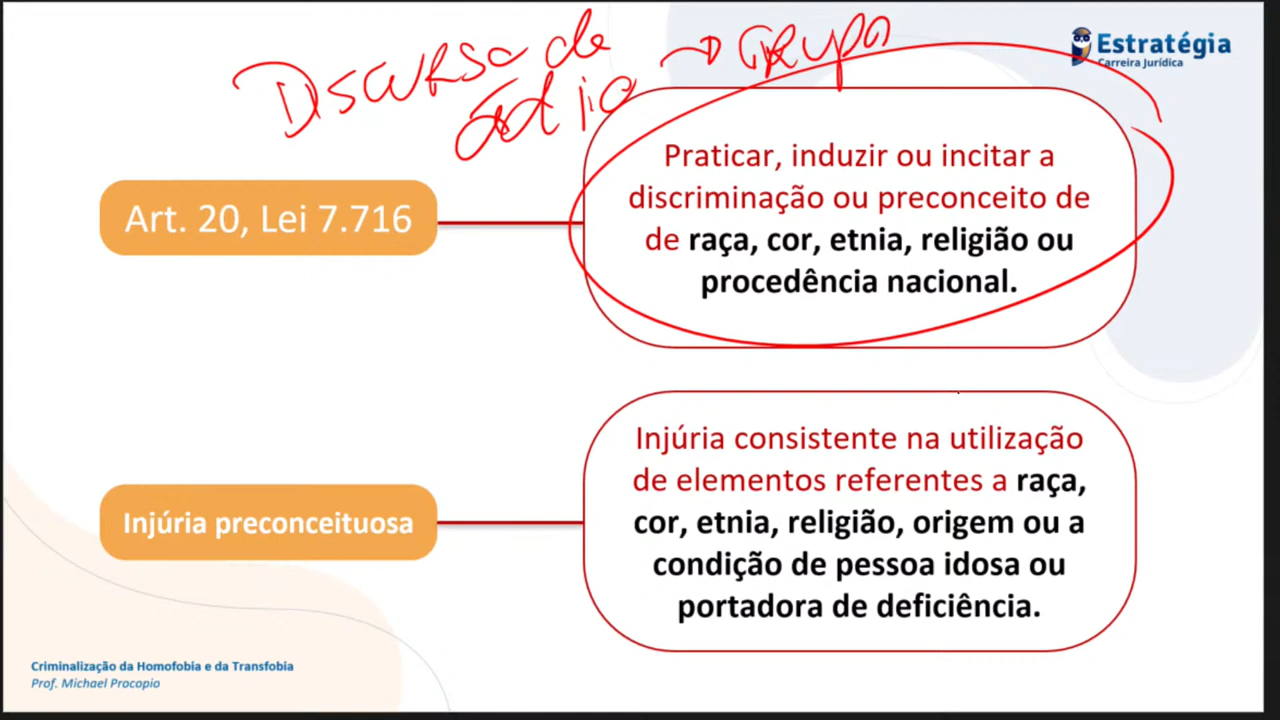 Discurso de
ódio → Grupo
Estratégia
Carreira Jurídica
Art. 20, Lei 7.716
Praticar, induzir ou incitar a
discriminação ou preconceito de
de raça, cor, etnia, religião ou
procedência nacional.
Injúria preconceituosa
Injúria consistente na utilização
de elementos referentes a raça,
cor, etnia, religião, origem ou a
condição de pessoa idosa ou
portadora de deficiência.
Criminalização da Homofobia e da Transfobia
Prof. Michael Procopio